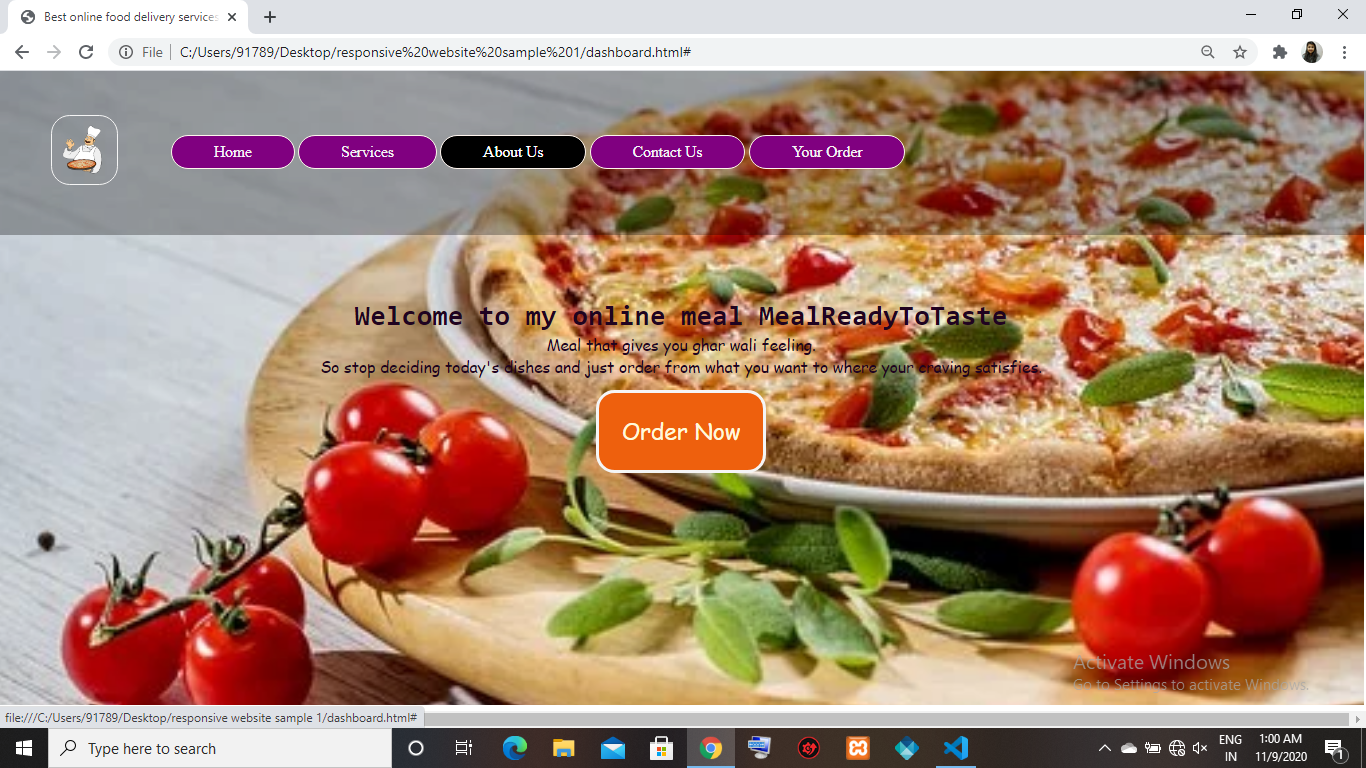 Best online food delivery services
File
C:/Users/91789/Desktop/responsive%20website%20sample%201/dashboard.html#
Home
Services
About Us
Contact Us
Your Order
Welcome to my online meal MealReadyToTaste
Meal that gives you ghar wali feeling.
So stop deciding today's dishes and just order from what you want to where your craving satisfies.
Order Now
Activate Windows
Go to Settings to activate Windows.
file:///C:/Users/91789/Desktop/responsive website sample 1/dashboard.html#
Type here to search
ENG
IN
1:00 AM
11/9/2020
1